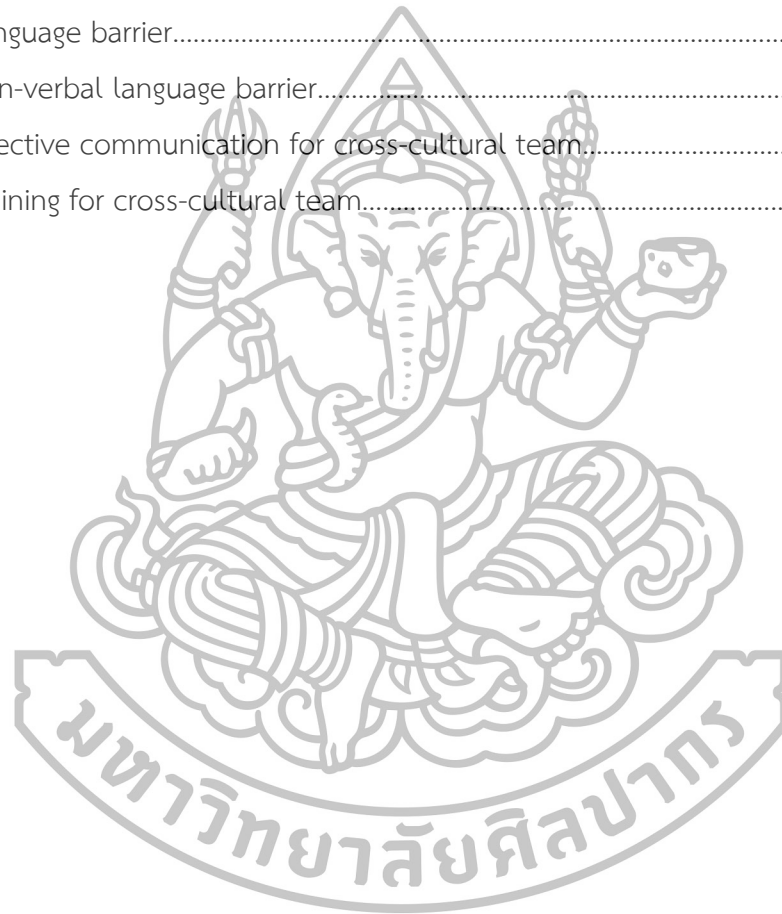 nguage barrier....................................................................................................
n-verbal language barrier............................................................................
ective communication for cross-cultural team.................................
ining for cross-cultural team.....................................................................
มหาวิทยาลัยศิลปากร